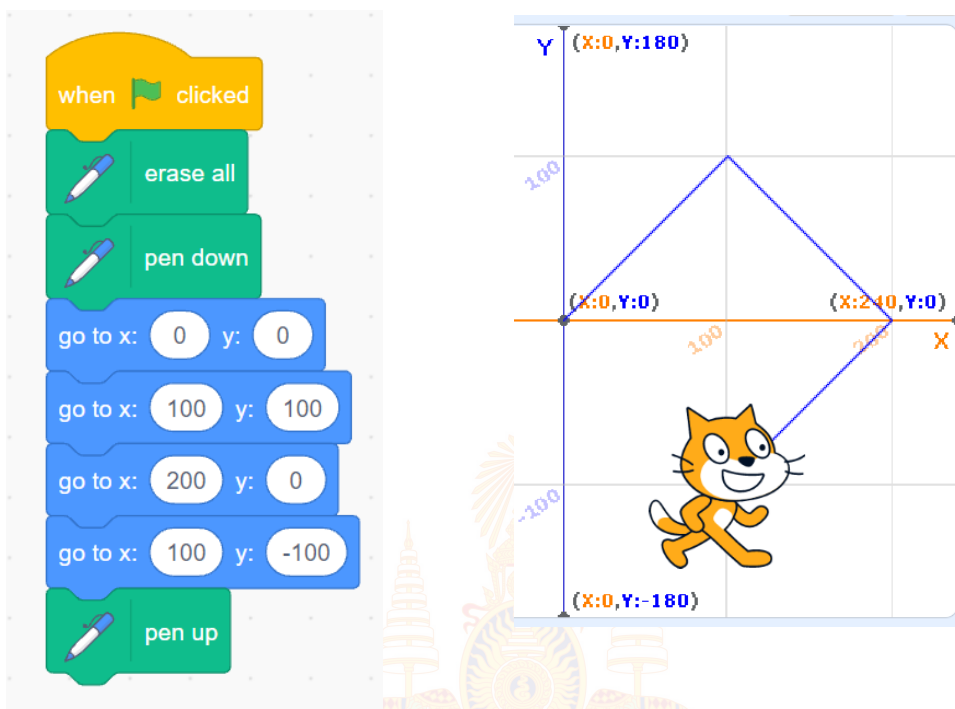 when clicked
erase all
pen down
go to x: 0 y: 0
go to x: 100 y: 100
go to x: 200 y: 0
go to x: 100 y: -100
pen up
Y (X:0,Y:180)
100
(X:0,Y:0) (X:240,Y:0)
100 200 X
-100
(X:0,Y:-180)